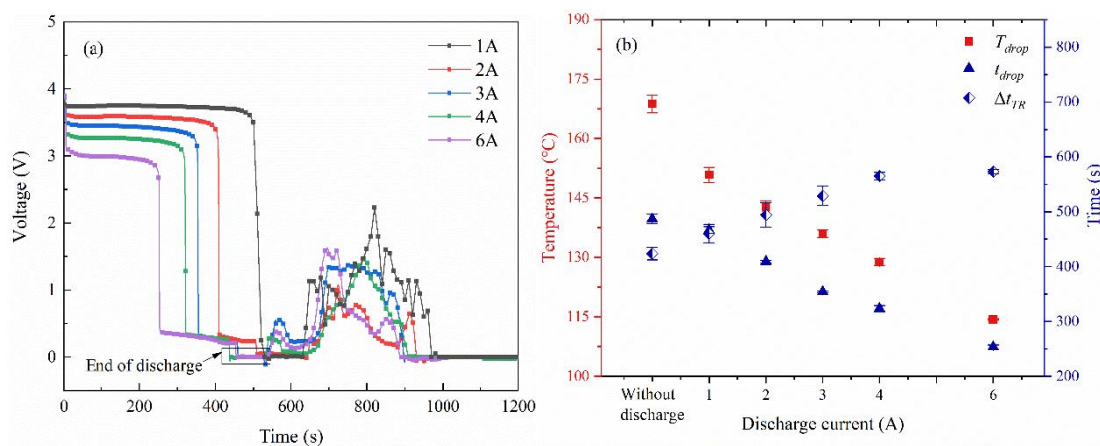 (a)
1A
2A
3A
4A
6A
5
4
3
2
1
0
Voltage (V)
End of discharge
0 200 400 600 800 1000 1200
Time (s)
(b)
T_drop
t_drop
Δt_TR
190
175
160
145
130
115
100
Temperature (°C)
800
700
600
500
400
300
200
Time (s)
Without discharge 1 2 3 4 6
Discharge current (A)